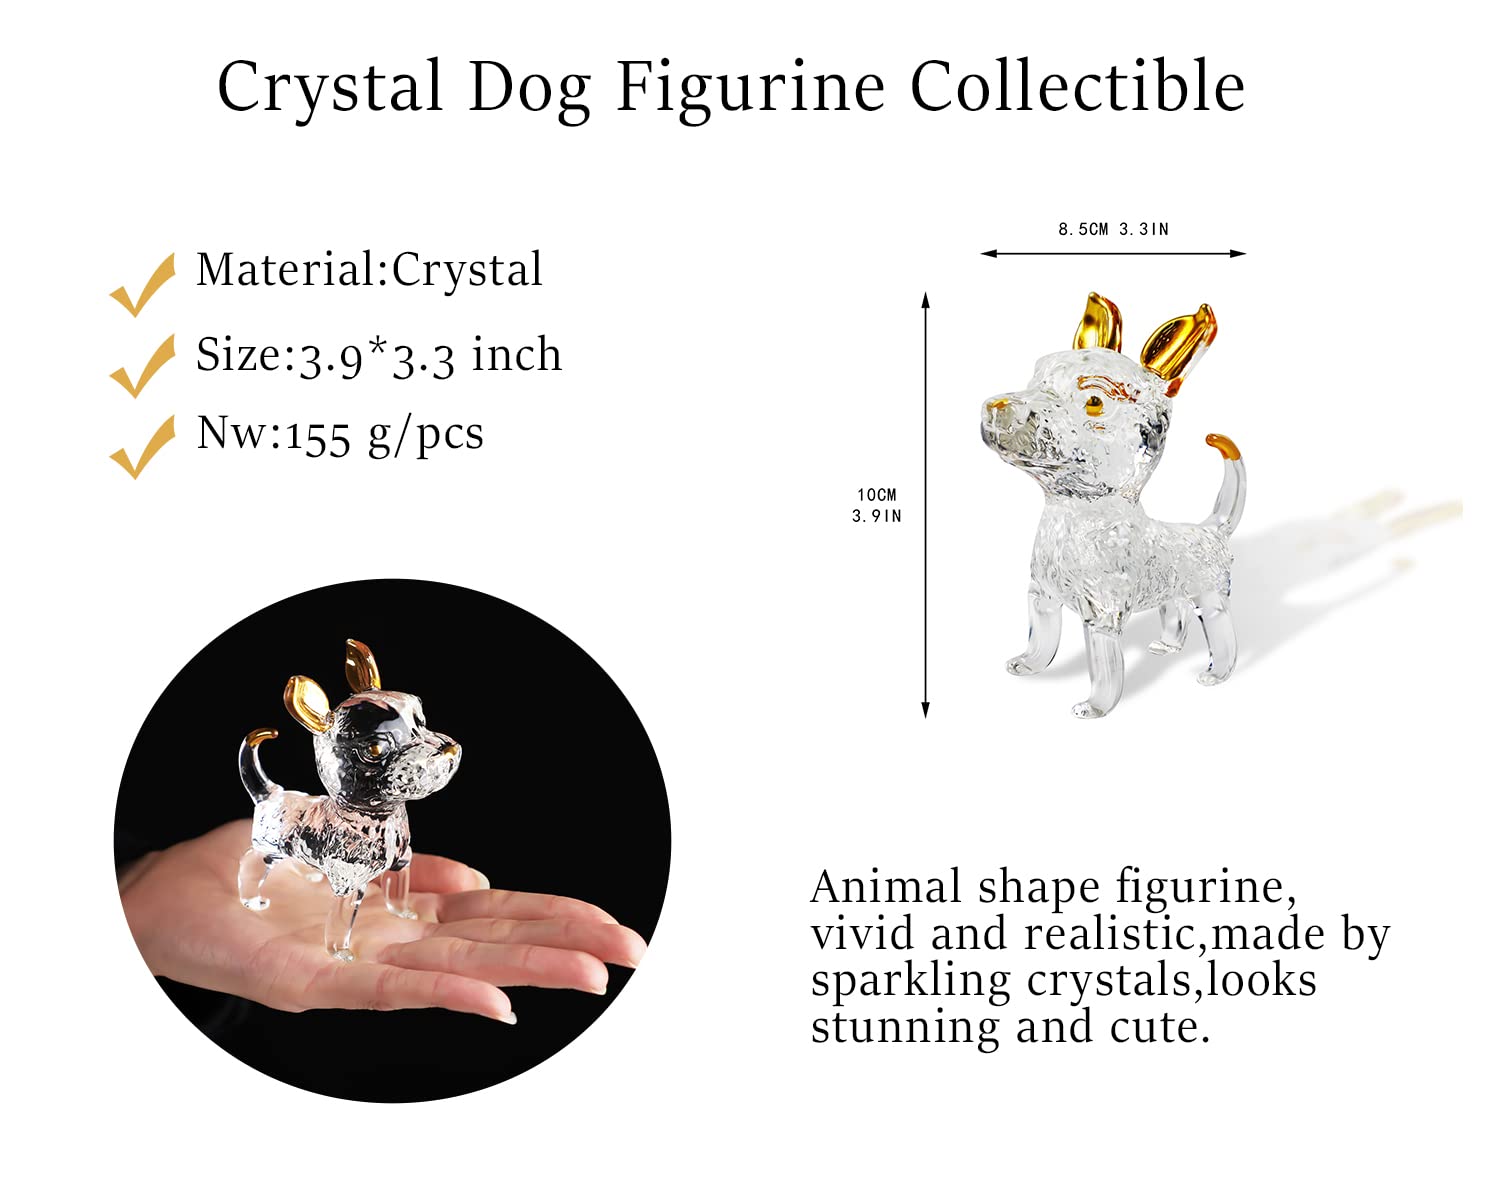 Crystal Dog Figurine Collectible
Material:Crystal
Size:3.9*3.3 inch
Nw:155 g/pcs
8.5CM 3.3IN
10CM
3.9IN
Animal shape figurine,
vivid and realistic,made by
sparkling crystals,looks
stunning and cute.